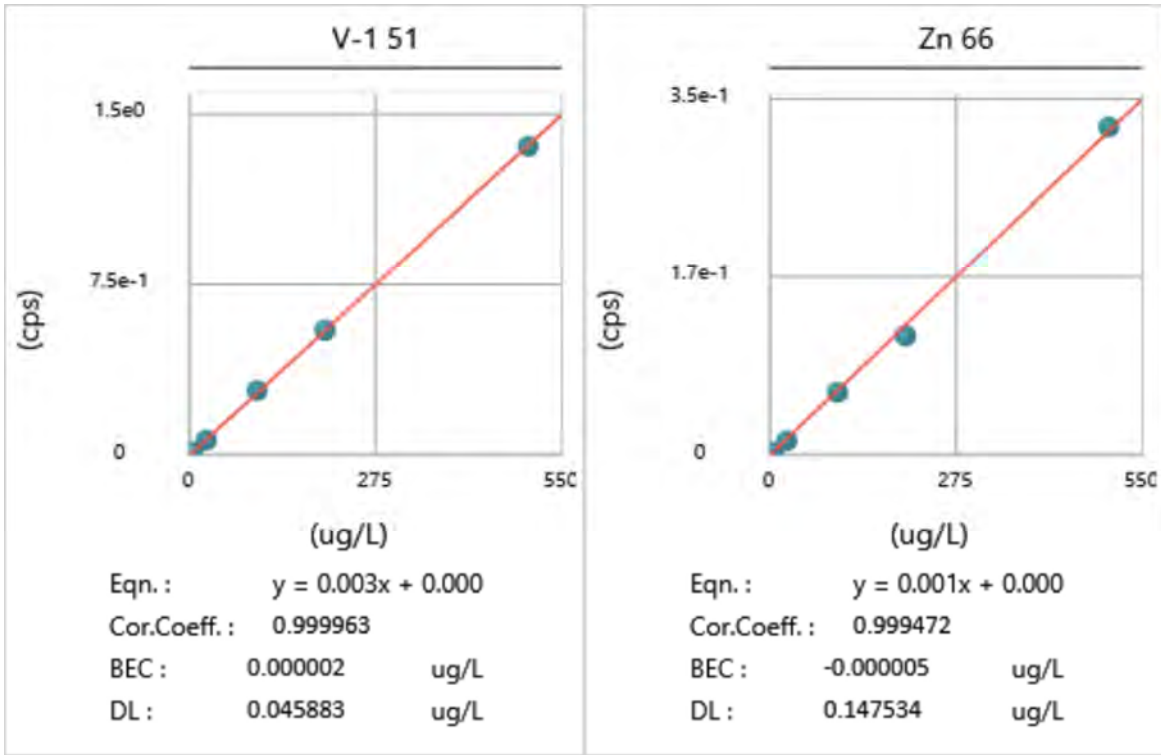 V-1 51
1.5e0
7.5e-1
0
(cps)
0 275 550
(ug/L)
Eqn. : y = 0.003x + 0.000
Cor.Coeff. : 0.999963
BEC : 0.000002 ug/L
DL : 0.045883 ug/L
Zn 66
3.5e-1
1.7e-1
0
(cps)
0 275 550
(ug/L)
Eqn. : y = 0.001x + 0.000
Cor.Coeff. : 0.999472
BEC : -0.000005 ug/L
DL : 0.147534 ug/L